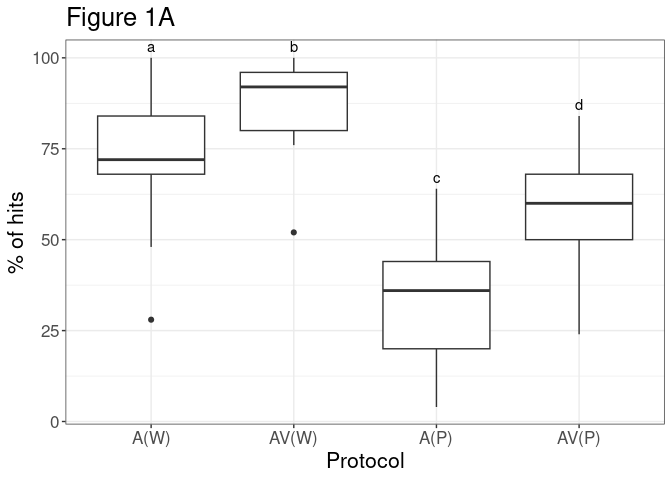 Figure 1A
a
b
c
d
100
75
50
25
0
% of hits
A(W) AV(W) A(P) AV(P)
Protocol